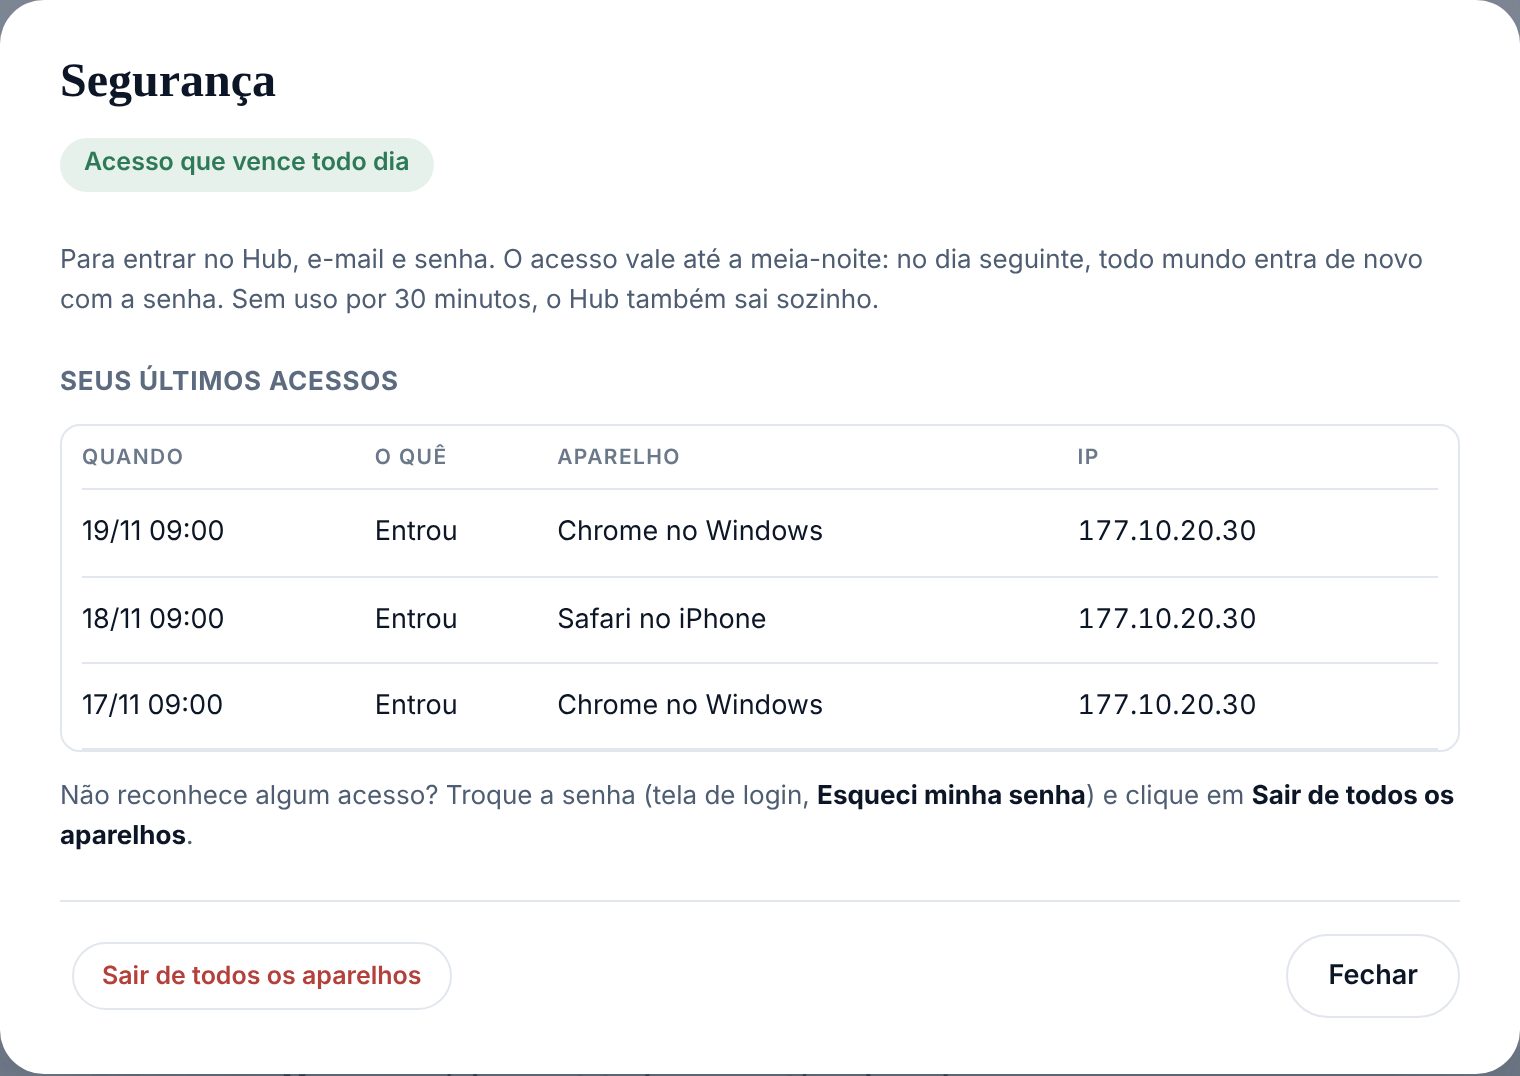 Segurança
Acesso que vence todo dia
Para entrar no Hub, e-mail e senha. O acesso vale até a meia-noite: no dia seguinte, todo mundo entra de novo
com a senha. Sem uso por 30 minutos, o Hub também sai sozinho.
SEUS ÚLTIMOS ACESSOS
QUANDO O QUÊ APARELHO IP
19/11 09:00 Entrou Chrome no Windows 177.10.20.30
18/11 09:00 Entrou Safari no iPhone 177.10.20.30
17/11 09:00 Entrou Chrome no Windows 177.10.20.30
Não reconhece algum acesso? Troque a senha (tela de login, Esqueci minha senha) e clique em Sair de todos os
aparelhos.
Sair de todos os aparelhos Fechar